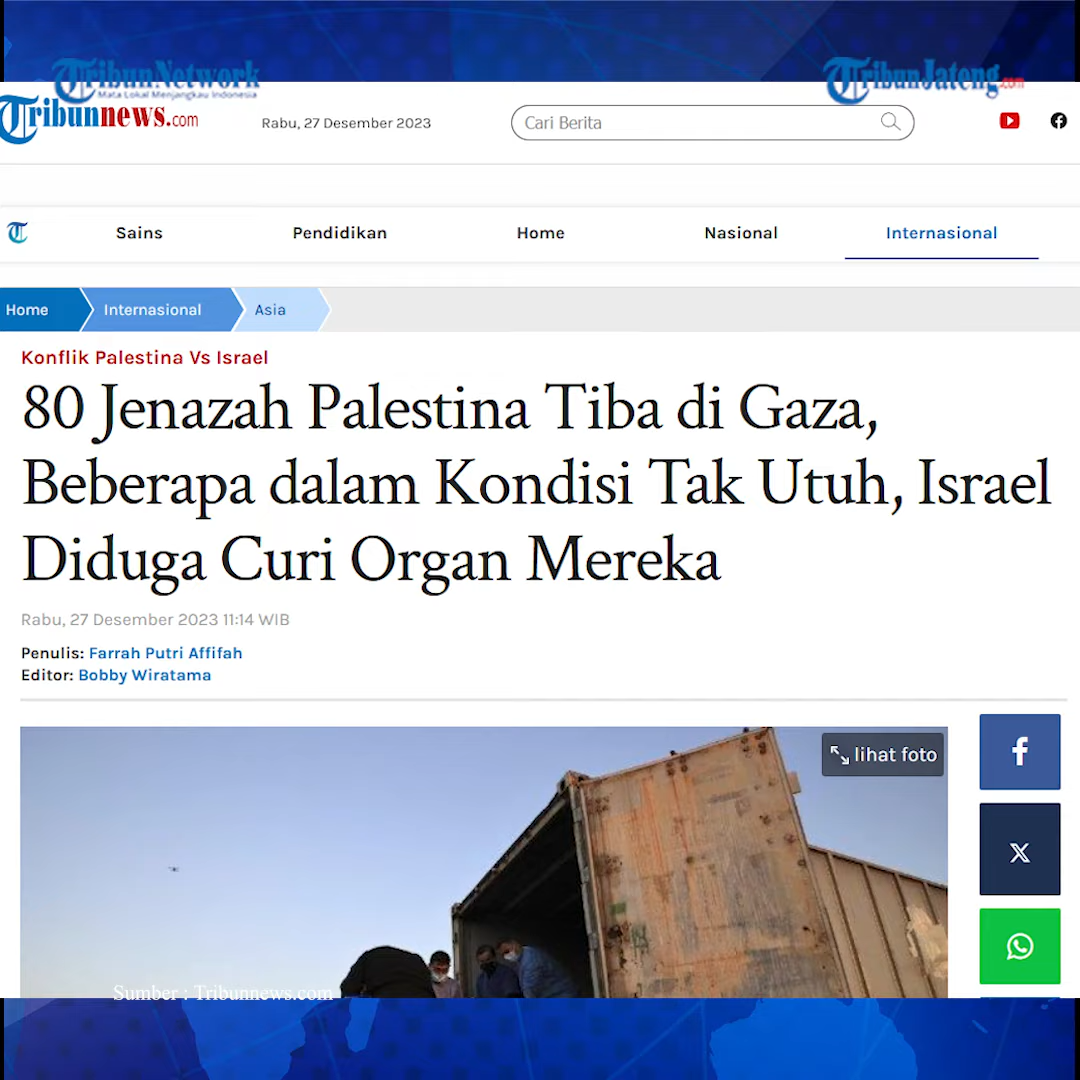 TribunNetwork
Mata Lokal Menjangkau Indonesia
TribunJateng.com
Tribunnews.com
Rabu, 27 Desember 2023
Cari Berita
Sains
Pendidikan
Home
Nasional
Internasional
Home
Internasional
Asia
Konflik Palestina Vs Israel
80 Jenazah Palestina Tiba di Gaza,
Beberapa dalam Kondisi Tak Utuh, Israel
Diduga Curi Organ Mereka
Rabu, 27 Desember 2023 11:14 WIB
Penulis: Farrah Putri Affifah
Editor: Bobby Wiratama
lihat foto
Sumber : Tribunnews.com